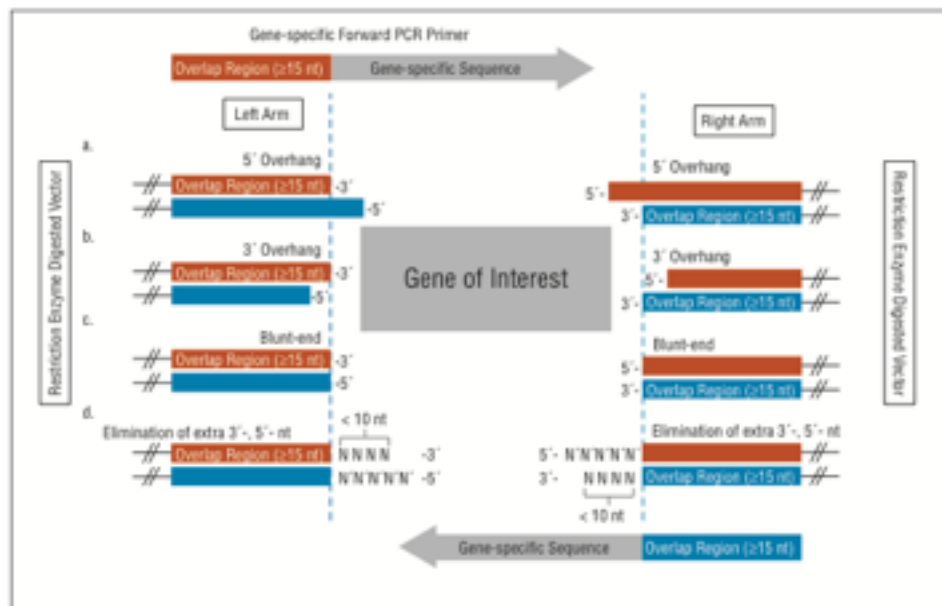 Gene-specific Forward PCR Primer
Overlap Region (≥15 nt) Gene-specific Sequence
Left Arm Right Arm
Restriction Enzyme Digested Vector
Restriction Enzyme Digested Vector
a.
5´ Overhang 5´ Overhang
Overlap Region (≥15 nt) -3´ 5´-
-5´ 3´- Overlap Region (≥15 nt)
b.
3´ Overhang 3´ Overhang
Overlap Region (≥15 nt) -3´ 5´-
-5´ 3´- Overlap Region (≥15 nt)
Gene of Interest
c.
Blunt-end Blunt-end
Overlap Region (≥15 nt) -3´ 5´-
-5´ 3´- Overlap Region (≥15 nt)
d.
< 10 nt
Elimination of extra 3´-, 5´- nt Elimination of extra 3´-, 5´- nt
Overlap Region (≥15 nt) N N N N -3´ 5´- N´N´N´N´N´
N´N´N´N´N´ -5´ 3´- N N N N Overlap Region (≥15 nt)
< 10 nt
Gene-specific Sequence Overlap Region (≥15 nt)